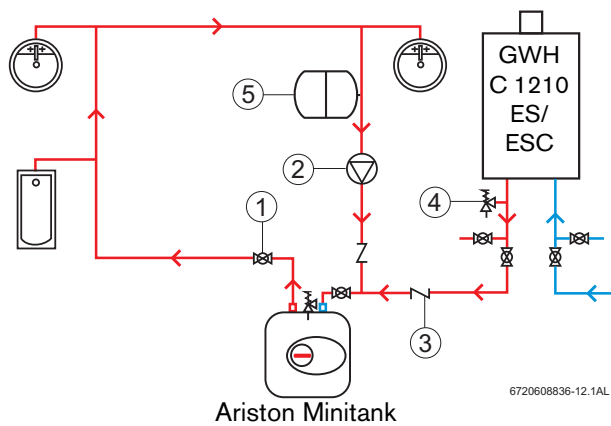 GWH
C 1210
ES/
ESC
5
2
4
1
3
6720608836-12.1AL
Ariston Minitank